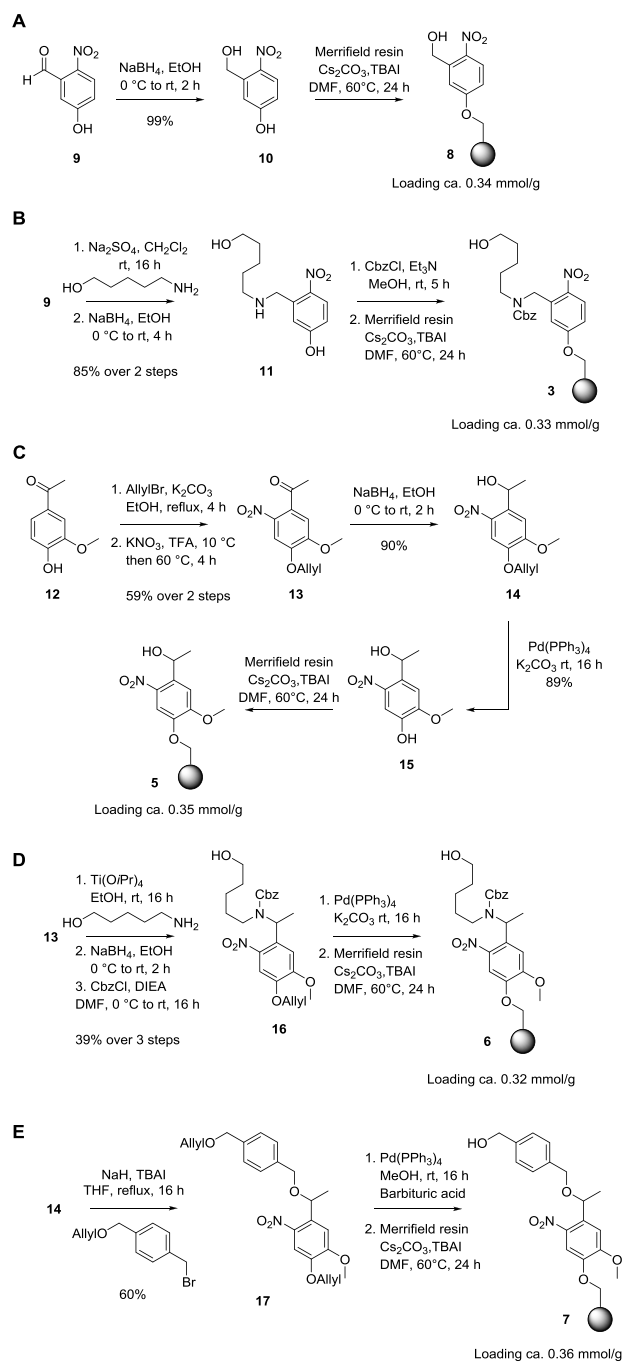 A
O
H
NO2
OH
9
NaBH4, EtOH
0 °C to rt, 2 h
99%
OH
NO2
OH
10
Merrifield resin
Cs2CO3,TBAI
DMF, 60°C, 24 h
OH
NO2
O
8
Loading ca. 0.34 mmol/g
B
9
1. Na2SO4, CH2Cl2
rt, 16 h
HO
NH2
2. NaBH4, EtOH
0 °C to rt, 4 h
85% over 2 steps
HO
NO2
N
H
OH
11
1. CbzCl, Et3N
MeOH, rt, 5 h
2. Merrifield resin
Cs2CO3,TBAI
DMF, 60°C, 24 h
HO
NO2
N
Cbz
O
3
Loading ca. 0.33 mmol/g
C
O
O
OH
12
1. AllylBr, K2CO3
EtOH, reflux, 4 h
2. KNO3, TFA, 10 °C
then 60 °C, 4 h
59% over 2 steps
O
O2N
O
OAllyl
13
NaBH4, EtOH
0 °C to rt, 2 h
90%
HO
O2N
O
OAllyl
14
Pd(PPh3)4
K2CO3 rt, 16 h
89%
HO
O2N
O
OH
15
Merrifield resin
Cs2CO3,TBAI
DMF, 60°C, 24 h
HO
O2N
O
O
5
Loading ca. 0.35 mmol/g
D
13
1. Ti(OiPr)4
EtOH, rt, 16 h
HO
NH2
2. NaBH4, EtOH
0 °C to rt, 2 h
3. CbzCl, DIEA
DMF, 0 °C to rt, 16 h
39% over 3 steps
HO
Cbz
N
O2N
O
OAllyl
16
1. Pd(PPh3)4
K2CO3 rt, 16 h
2. Merrifield resin
Cs2CO3,TBAI
DMF, 60°C, 24 h
HO
Cbz
N
O2N
O
O
6
Loading ca. 0.32 mmol/g
E
14
NaH, TBAI
THF, reflux, 16 h
AllylO
Br
60%
AllylO
O
O2N
O
OAllyl
17
1. Pd(PPh3)4
MeOH, rt, 16 h
Barbituric acid
2. Merrifield resin
Cs2CO3,TBAI
DMF, 60°C, 24 h
HO
O
O2N
O
O
7
Loading ca. 0.36 mmol/g